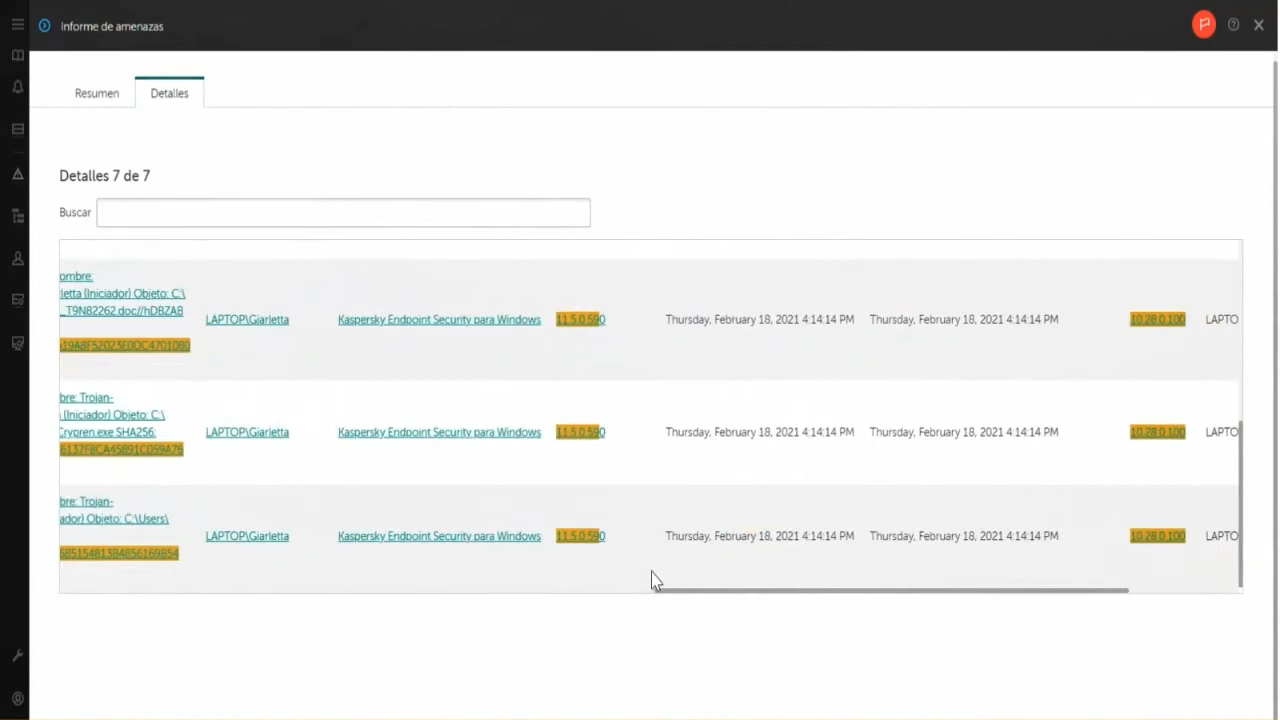 Informe de amenazas
Resumen
Detalles
Detalles 7 de 7
Buscar
ombre:
rletta (Iniciador) Objeto: C:\
_T9N82262.doc//hDBZAB
LAPTOP\Giarletta
Kaspersky Endpoint Security para Windows
11.5.0.590
Thursday, February 18, 2021 4:14:14 PM
Thursday, February 18, 2021 4:14:14 PM
10.28.0.100
LAPTO
bre: Trojan-
(Iniciador) Objeto: C:\
Crypren.exe SHA256:
6137F8CA45891C059A76
LAPTOP\Giarletta
Kaspersky Endpoint Security para Windows
11.5.0.590
Thursday, February 18, 2021 4:14:14 PM
Thursday, February 18, 2021 4:14:14 PM
10.28.0.100
LAPTO
bre: Trojan-
ador) Objeto: C:\Users\
LAPTOP\Giarletta
Kaspersky Endpoint Security para Windows
11.5.0.590
Thursday, February 18, 2021 4:14:14 PM
Thursday, February 18, 2021 4:14:14 PM
10.28.0.100
LAPTO